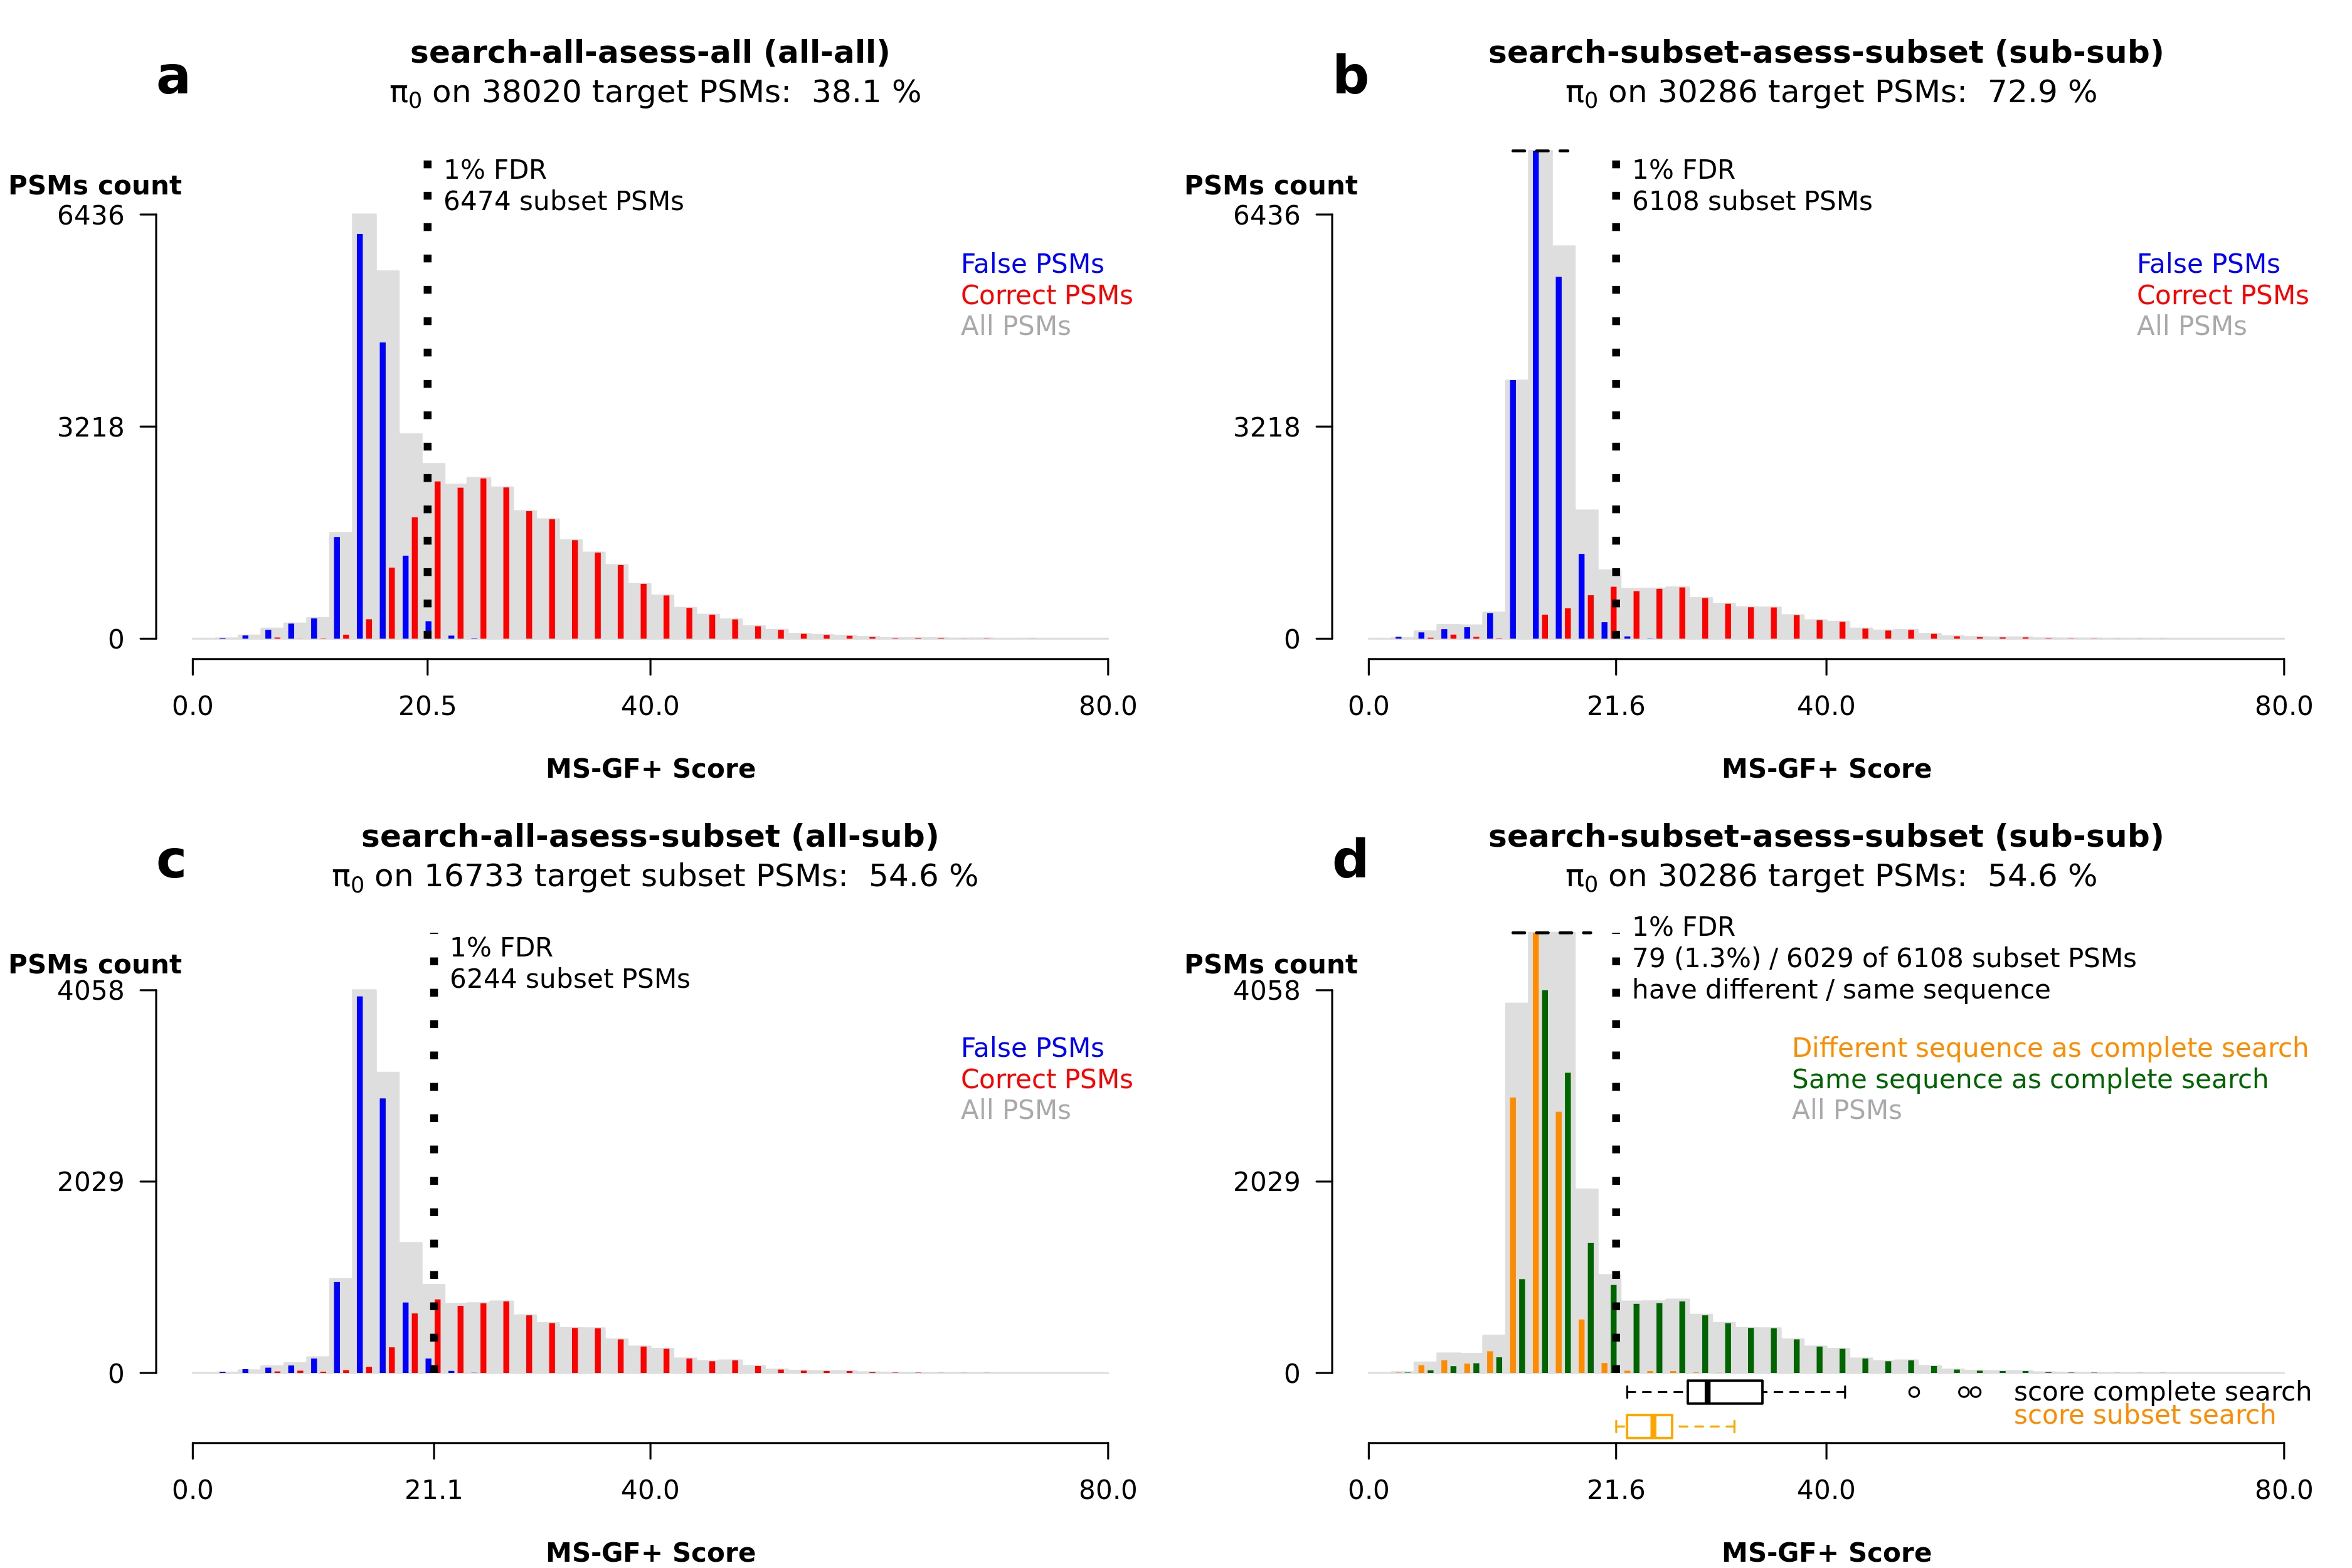 a
search-all-asess-all (all-all)
π0 on 38020 target PSMs: 38.1 %
PSMs count
6436
3218
0
1% FDR
6474 subset PSMs
False PSMs
Correct PSMs
All PSMs
0.0 20.5 40.0 80.0
MS-GF+ Score
b
search-subset-asess-subset (sub-sub)
π0 on 30286 target PSMs: 72.9 %
PSMs count
6436
3218
0
1% FDR
6108 subset PSMs
False PSMs
Correct PSMs
All PSMs
0.0 21.6 40.0 80.0
MS-GF+ Score
c
search-all-asess-subset (all-sub)
π0 on 16733 target subset PSMs: 54.6 %
PSMs count
4058
2029
0
1% FDR
6244 subset PSMs
False PSMs
Correct PSMs
All PSMs
0.0 21.1 40.0 80.0
MS-GF+ Score
d
search-subset-asess-subset (sub-sub)
π0 on 30286 target PSMs: 54.6 %
PSMs count
4058
2029
0
1% FDR
79 (1.3%) / 6029 of 6108 subset PSMs
have different / same sequence
Different sequence as complete search
Same sequence as complete search
All PSMs
score complete search
score subset search
0.0 21.6 40.0 80.0
MS-GF+ Score